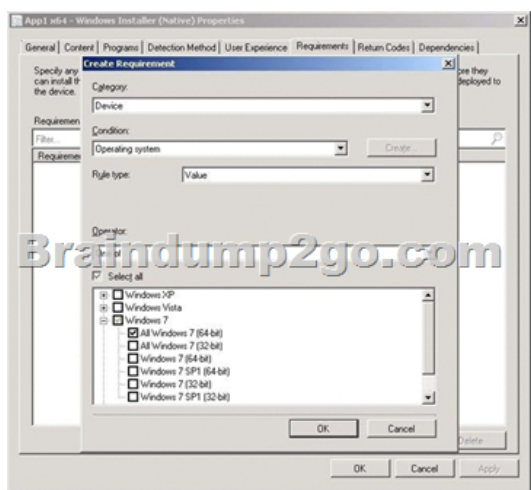 App1 x64 - Windows Installer (Native) Properties
General Content Programs Detection Method User Experience Requirements Return Codes Dependencies
Specify any
ore they
can install th
deployed to
the device.
Create Requirement
Category:
Device
Condition:
Operating system
Create...
Rule type:
Value
Requiremen
Filter...
Requireme
Operator:
Braindump2go.com
Select all
Windows XP
Windows Vista
Windows 7
All Windows 7 (64-bit)
All Windows 7 (32-bit)
Windows 7 (64-bit)
Windows 7 SP1 (64-bit)
Windows 7 (32-bit)
Windows 7 SP1 (32-bit)
OK
Cancel
Delete
OK
Cancel
Apply